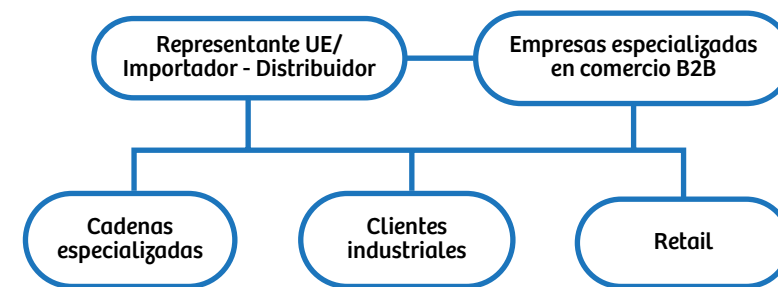 Representante UE/
Importador - Distribuidor
Empresas especializadas
en comercio B2B
Cadenas
especializadas
Clientes
industriales
Retail